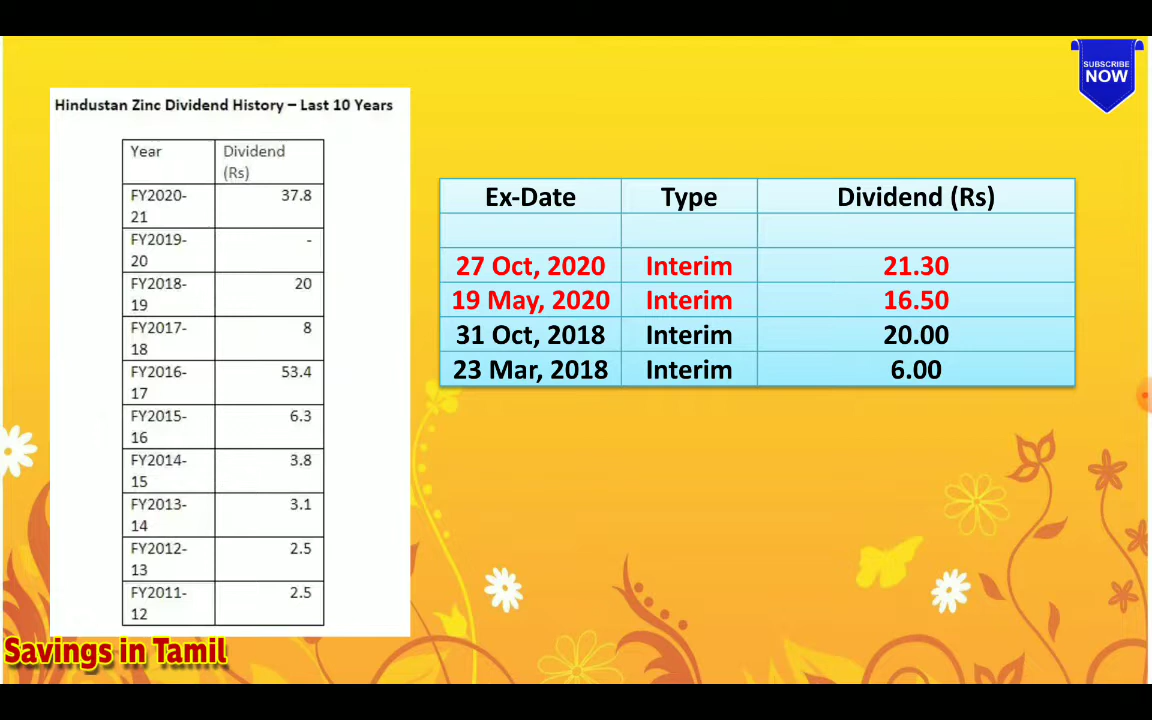 SUBSCRIBE
NOW
Hindustan Zinc Dividend History – Last 10 Years
Year Dividend
(Rs)
FY2020- 37.8
21
FY2019- -
20
FY2018- 20
19
FY2017- 8
18
FY2016- 53.4
17
FY2015- 6.3
16
FY2014- 3.8
15
FY2013- 3.1
14
FY2012- 2.5
13
FY2011- 2.5
12
Ex-Date Type Dividend (Rs)
27 Oct, 2020 Interim 21.30
19 May, 2020 Interim 16.50
31 Oct, 2018 Interim 20.00
23 Mar, 2018 Interim 6.00
Savings in Tamil